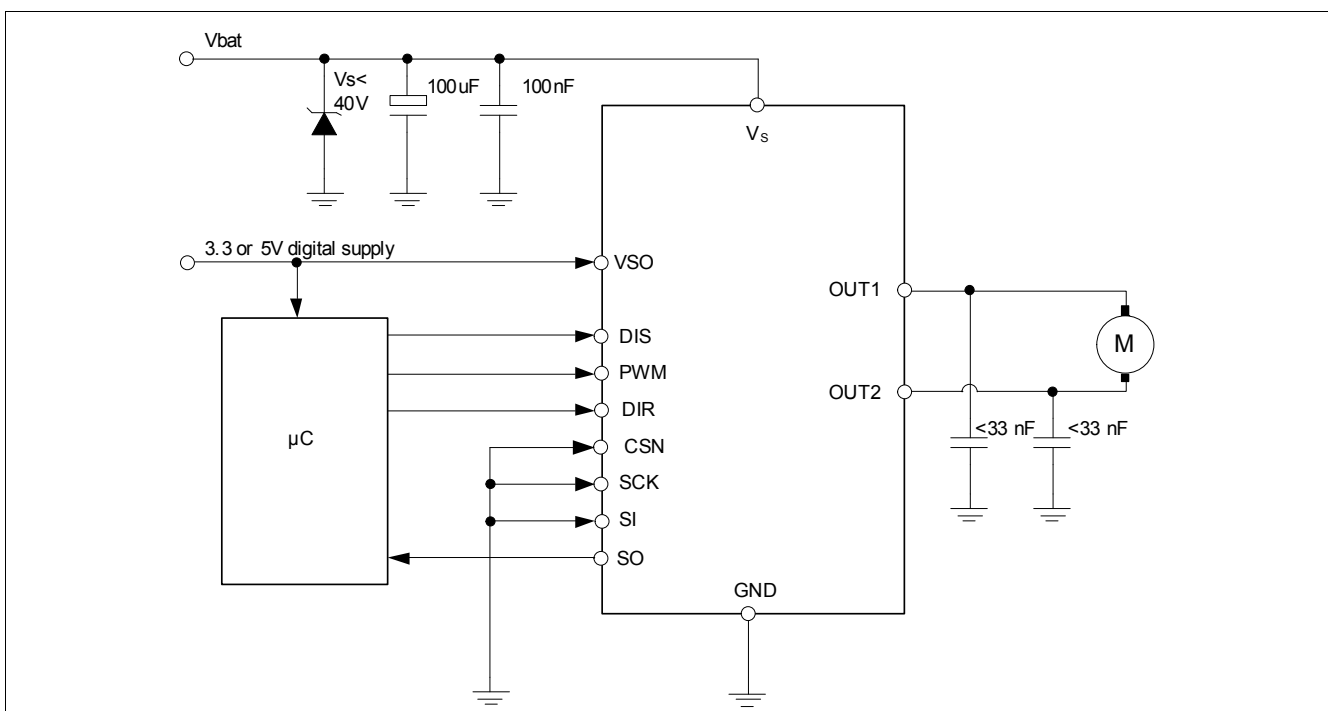 Vbat
Vs<
40V
100uF
100nF
Vs
3.3 or 5V digital supply
VSO
OUT1
DIS
M
PWM
OUT2
DIR
µC
CSN
<33 nF
<33 nF
SCK
SI
SO
GND